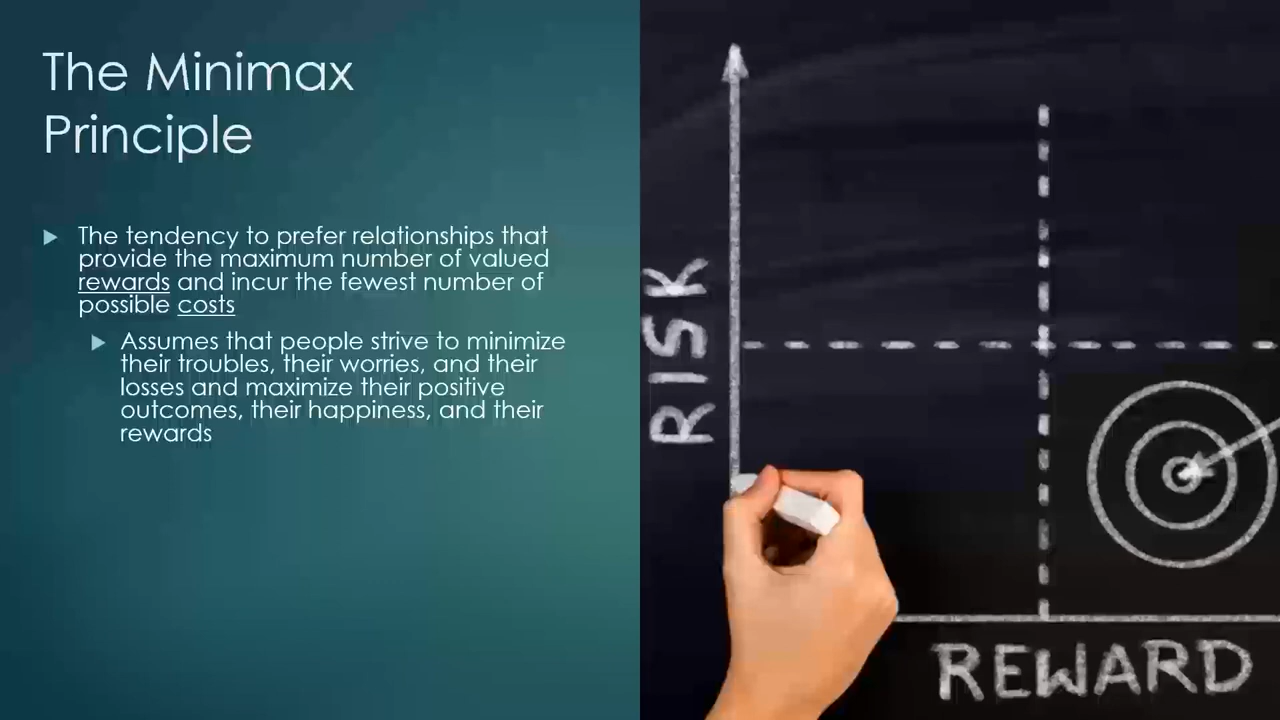 The Minimax
Principle
The tendency to prefer relationships that
provide the maximum number of valued
rewards and incur the fewest number of
possible costs
Assumes that people strive to minimize
their troubles, their worries, and their
losses and maximize their positive
outcomes, their happiness, and their
rewards
RISK
REWARD